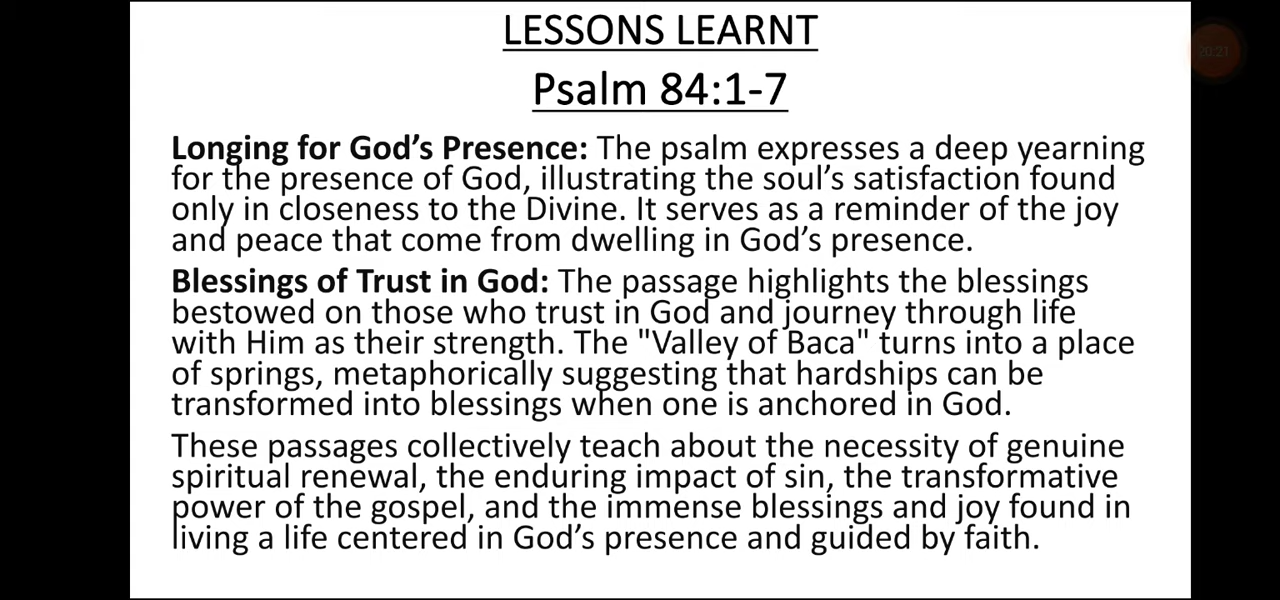 LESSONS LEARNT
20:21
Psalm 84:1-7
Longing for God’s Presence: The psalm expresses a deep yearning
for the presence of God, illustrating the soul’s satisfaction found
only in closeness to the Divine. It serves as a reminder of the joy
and peace that come from dwelling in God’s presence.
Blessings of Trust in God: The passage highlights the blessings
bestowed on those who trust in God and journey through life
with Him as their strength. The "Valley of Baca" turns into a place
of springs, metaphorically suggesting that hardships can be
transformed into blessings when one is anchored in God.
These passages collectively teach about the necessity of genuine
spiritual renewal, the enduring impact of sin, the transformative
power of the gospel, and the immense blessings and joy found in
living a life centered in God’s presence and guided by faith.